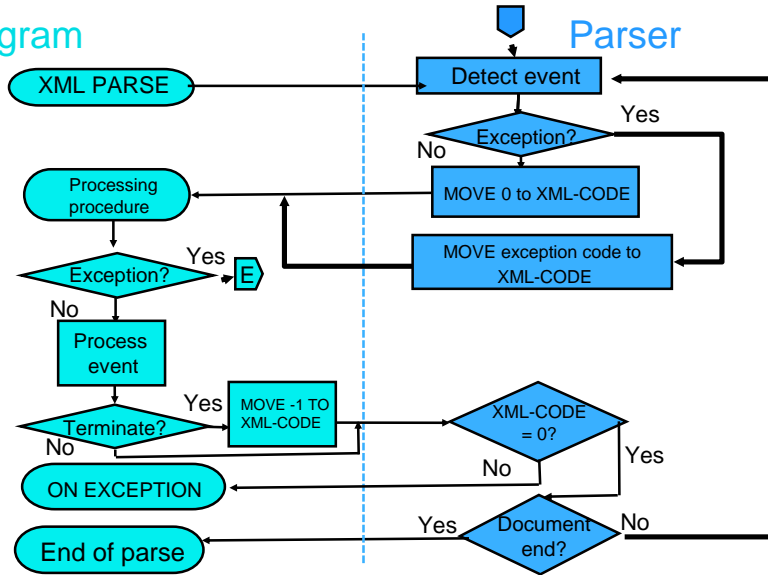 gram
Parser
XML PARSE
Detect event
Exception?
Yes
No
Processing
procedure
MOVE 0 to XML-CODE
MOVE exception code to
XML-CODE
Exception?
Yes
E
No
Process
event
Terminate?
Yes
MOVE -1 TO
XML-CODE
No
XML-CODE
= 0?
No
Yes
ON EXCEPTION
Document
end?
Yes
No
End of parse